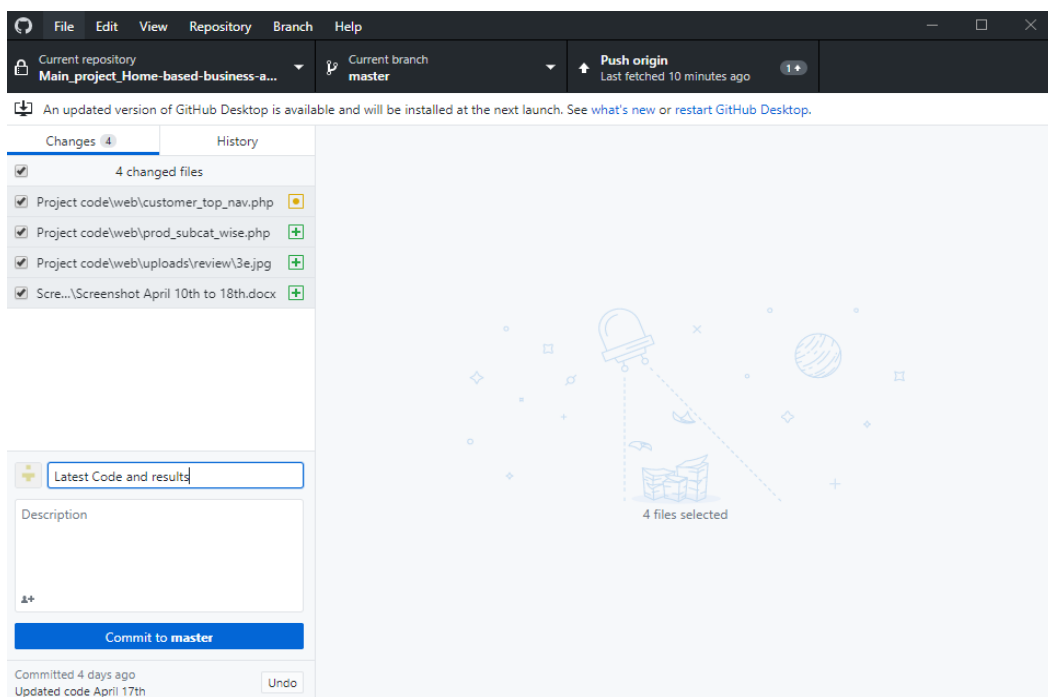 File Edit View Repository Branch Help
Current repository
Main_project_Home-based-business-a...
Current branch
master
Push origin
Last fetched 10 minutes ago
1
An updated version of GitHub Desktop is available and will be installed at the next launch. See what's new or restart GitHub Desktop.
Changes 4 History
4 changed files
Project code\web\customer_top_nav.php
Project code\web\prod_subcat_wise.php
Project code\web\uploads\review\3e.jpg
Scre...\Screenshot April 10th to 18th.docx
4 files selected
Latest Code and results
Description
Commit to master
Committed 4 days ago
Updated code April 17th
Undo